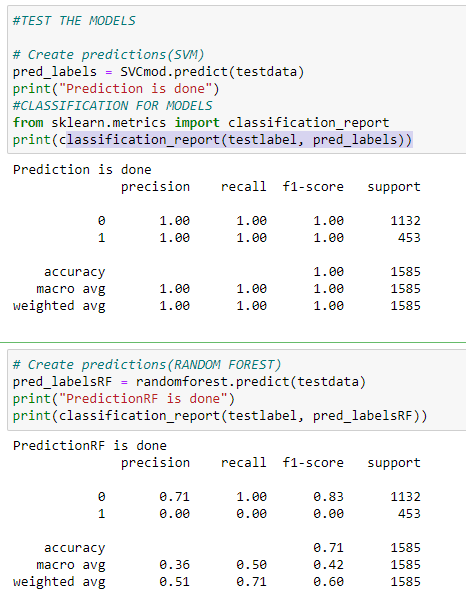 #TEST THE MODELS
# Create predictions(SVM)
pred_labels = SVCmod.predict(testdata)
print("Prediction is done")
#CLASSIFICATION FOR MODELS
from sklearn.metrics import classification_report
print(classification_report(testlabel, pred_labels))
Prediction is done
precision recall f1-score support
0 1.00 1.00 1.00 1132
1 1.00 1.00 1.00 453
accuracy 1.00 1585
macro avg 1.00 1.00 1.00 1585
weighted avg 1.00 1.00 1.00 1585
# Create predictions(RANDOM FOREST)
pred_labelsRF = randomforest.predict(testdata)
print("PredictionRF is done")
print(classification_report(testlabel, pred_labelsRF))
PredictionRF is done
precision recall f1-score support
0 0.71 1.00 0.83 1132
1 0.00 0.00 0.00 453
accuracy 0.71 1585
macro avg 0.36 0.50 0.42 1585
weighted avg 0.51 0.71 0.60 1585